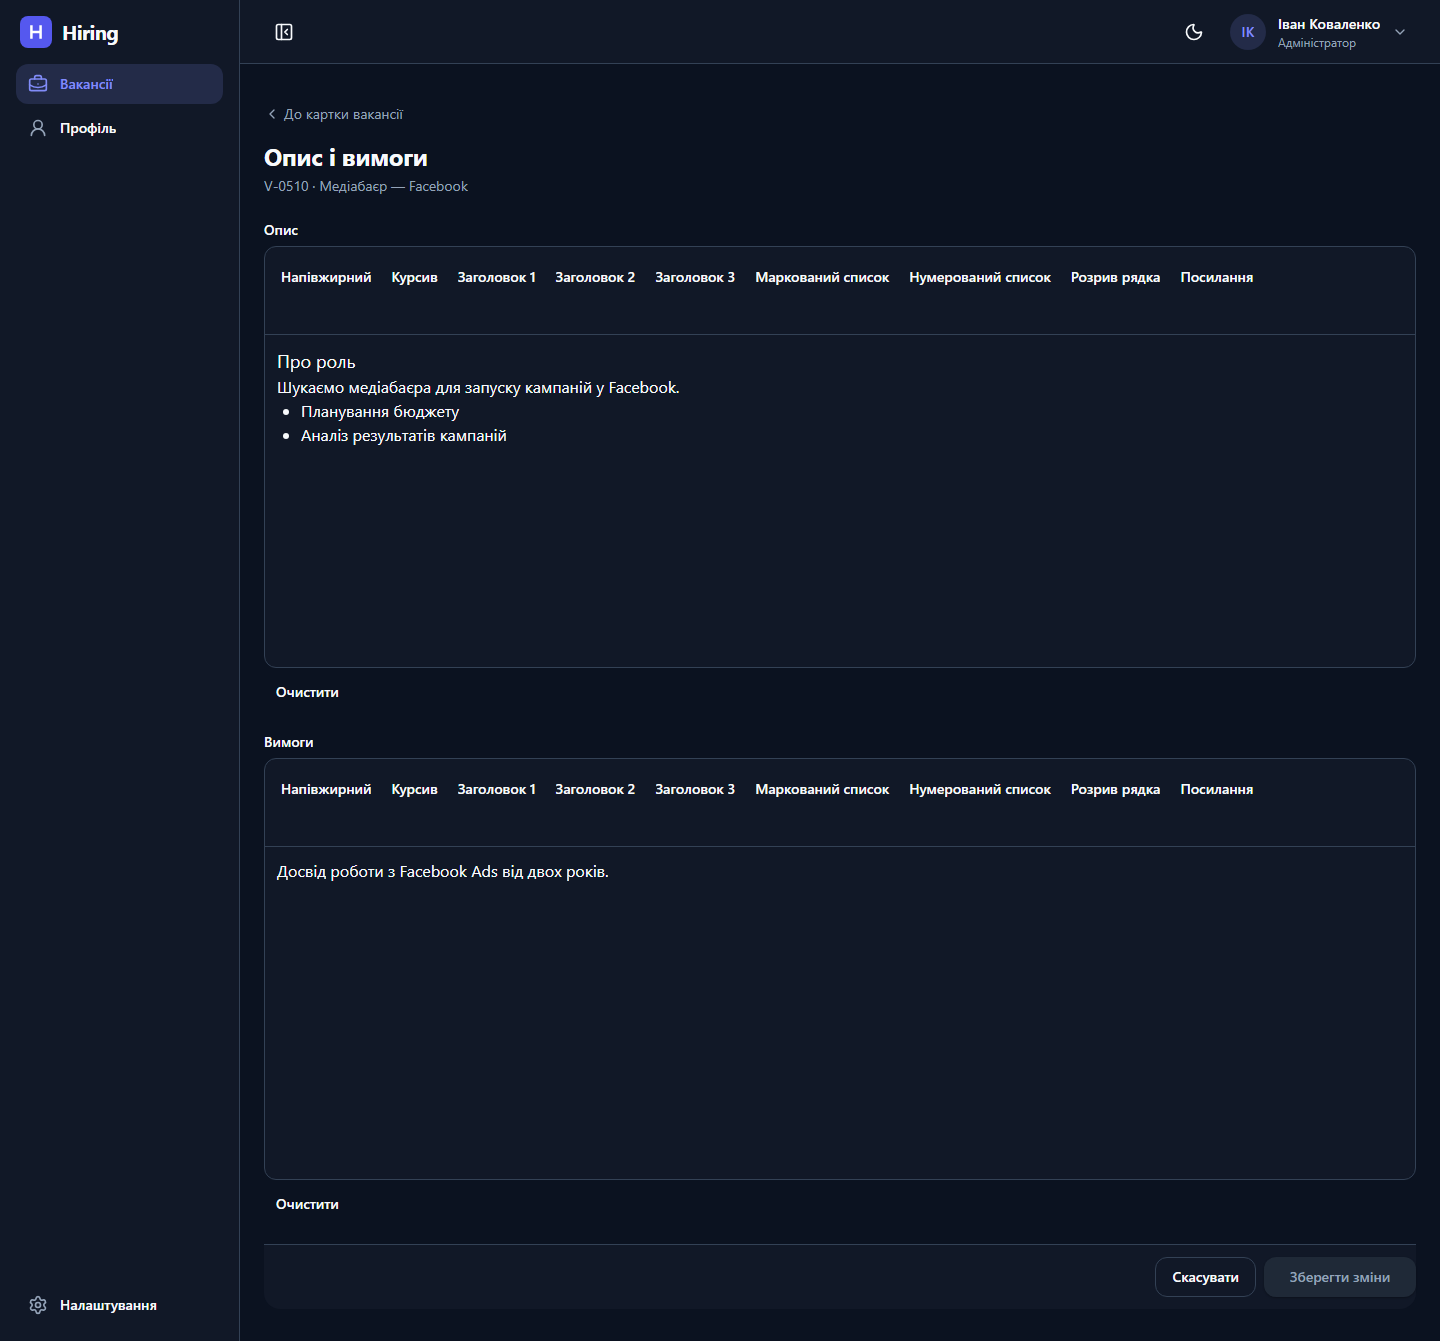 H Hiring
Вакансії
Профіль
Налаштування
ІК
Іван Коваленко
Адміністратор
До картки вакансії
Опис і вимоги
V-0510 · Медіабаєр — Facebook
Опис
Напівжирний Курсив Заголовок 1 Заголовок 2 Заголовок 3 Маркований список Нумерований список Розрив рядка Посилання
Про роль
Шукаємо медіабаєра для запуску кампаній у Facebook.
Планування бюджету
Аналіз результатів кампаній
Очистити
Вимоги
Напівжирний Курсив Заголовок 1 Заголовок 2 Заголовок 3 Маркований список Нумерований список Розрив рядка Посилання
Досвід роботи з Facebook Ads від двох років.
Очистити
Скасувати Зберегти зміни